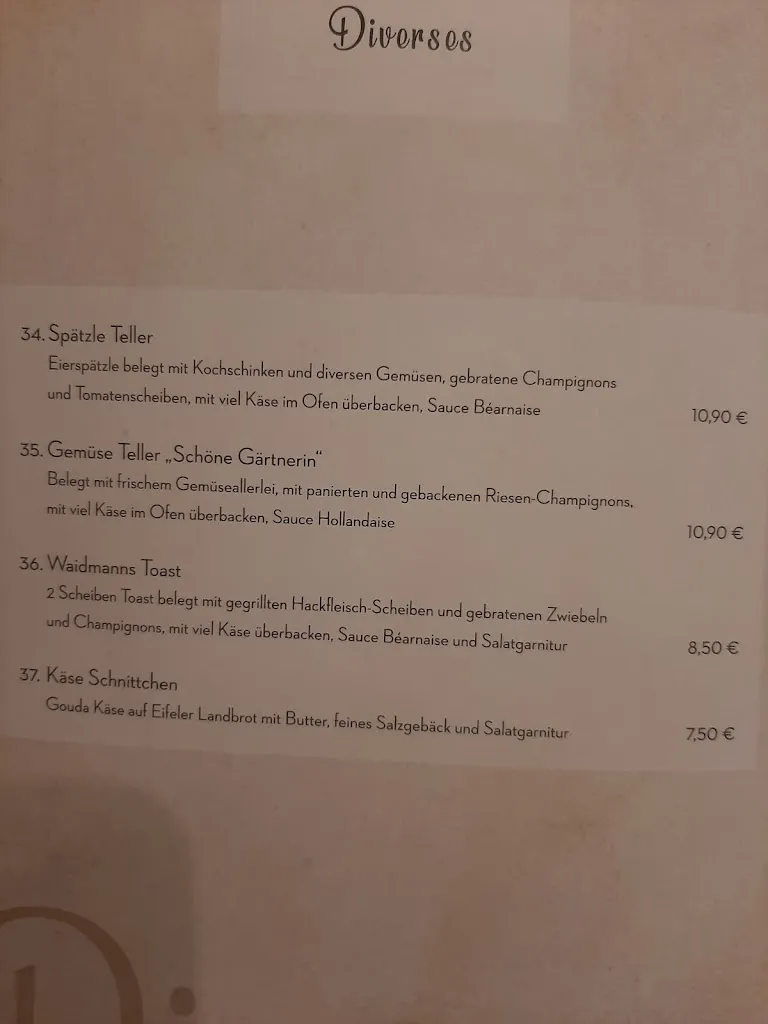 Diverses
34. Spätzle Teller
Eierspätzle belegt mit Kochschinken und diversen Gemüsen, gebratene Champignons
und Tomatenscheiben, mit viel Käse im Ofen überbacken, Sauce Béarnaise 10,90 €
35. Gemüse Teller „Schöne Gärtnerin“
Belegt mit frischem Gemüseallerlei, mit panierten und gebackenen Riesen-Champignons,
mit viel Käse im Ofen überbacken, Sauce Hollandaise 10,90 €
36. Waidmanns Toast
2 Scheiben Toast belegt mit gegrillten Hackfleisch-Scheiben und gebratenen Zwiebeln
und Champignons, mit viel Käse überbacken, Sauce Béarnaise und Salatgarnitur 8,50 €
37. Käse Schnittchen
Gouda Käse auf Eifeler Landbrot mit Butter, feines Salzgebäck und Salatgarnitur 7,50 €